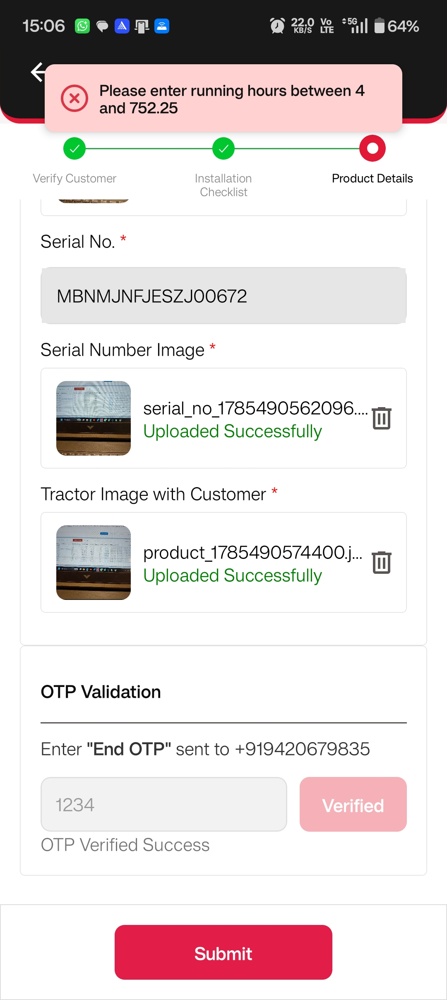 15:06
22.0 KB/S
Vo LTE
5G
64%
Please enter running hours between 4
and 752.25
Verify Customer
Installation
Checklist
Product Details
Serial No. *
MBNMJNFJESZJ00672
Serial Number Image *
serial_no_1785490562096....
Uploaded Successfully
Tractor Image with Customer *
product_1785490574400.j...
Uploaded Successfully
OTP Validation
Enter "End OTP" sent to +919420679835
1234
Verified
OTP Verified Success
Submit